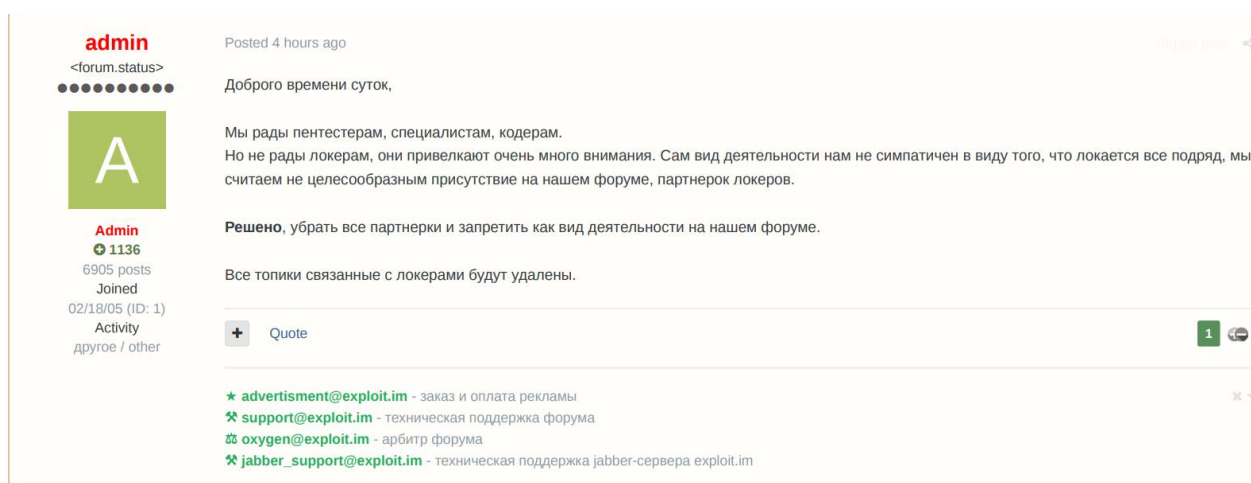 admin
<forum.status>
A
Admin
1136
6905 posts
Joined
02/18/05 (ID: 1)
Activity
другое / other
Posted 4 hours ago
Report post
Доброго времени суток,
Мы рады пентестерам, специалистам, кодерам.
Но не рады локерам, они привелкают очень много внимания. Сам вид деятельности нам не симпатичен в виду того, что локается все подряд, мы
считаем не целесообразным присутствие на нашем форуме, партнерок локеров.
Решено, убрать все партнерки и запретить как вид деятельности на нашем форуме.
Все топики связанные с локерами будут удалены.
+ Quote
1
★ advertisment@exploit.im - заказ и оплата рекламы
⚒ support@exploit.im - техническая поддержка форума
⚖ oxygen@exploit.im - арбитр форума
⚒ jabber_support@exploit.im - техническая поддержка jabber-сервера exploit.im